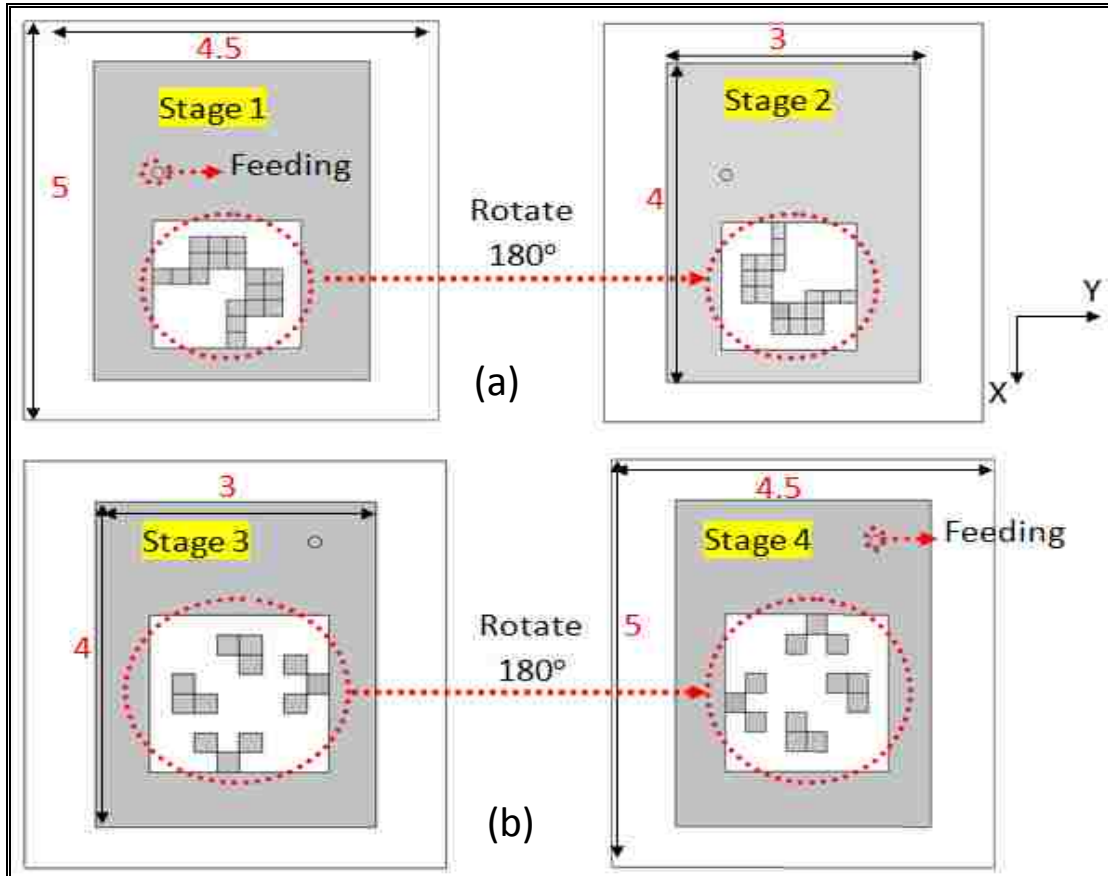 4.5
Stage 1
Feeding
5
3
Stage 2
4
Rotate
180°
Y
X
(a)
3
Stage 3
4
4.5
Stage 4
Feeding
5
Rotate
180°
(b)